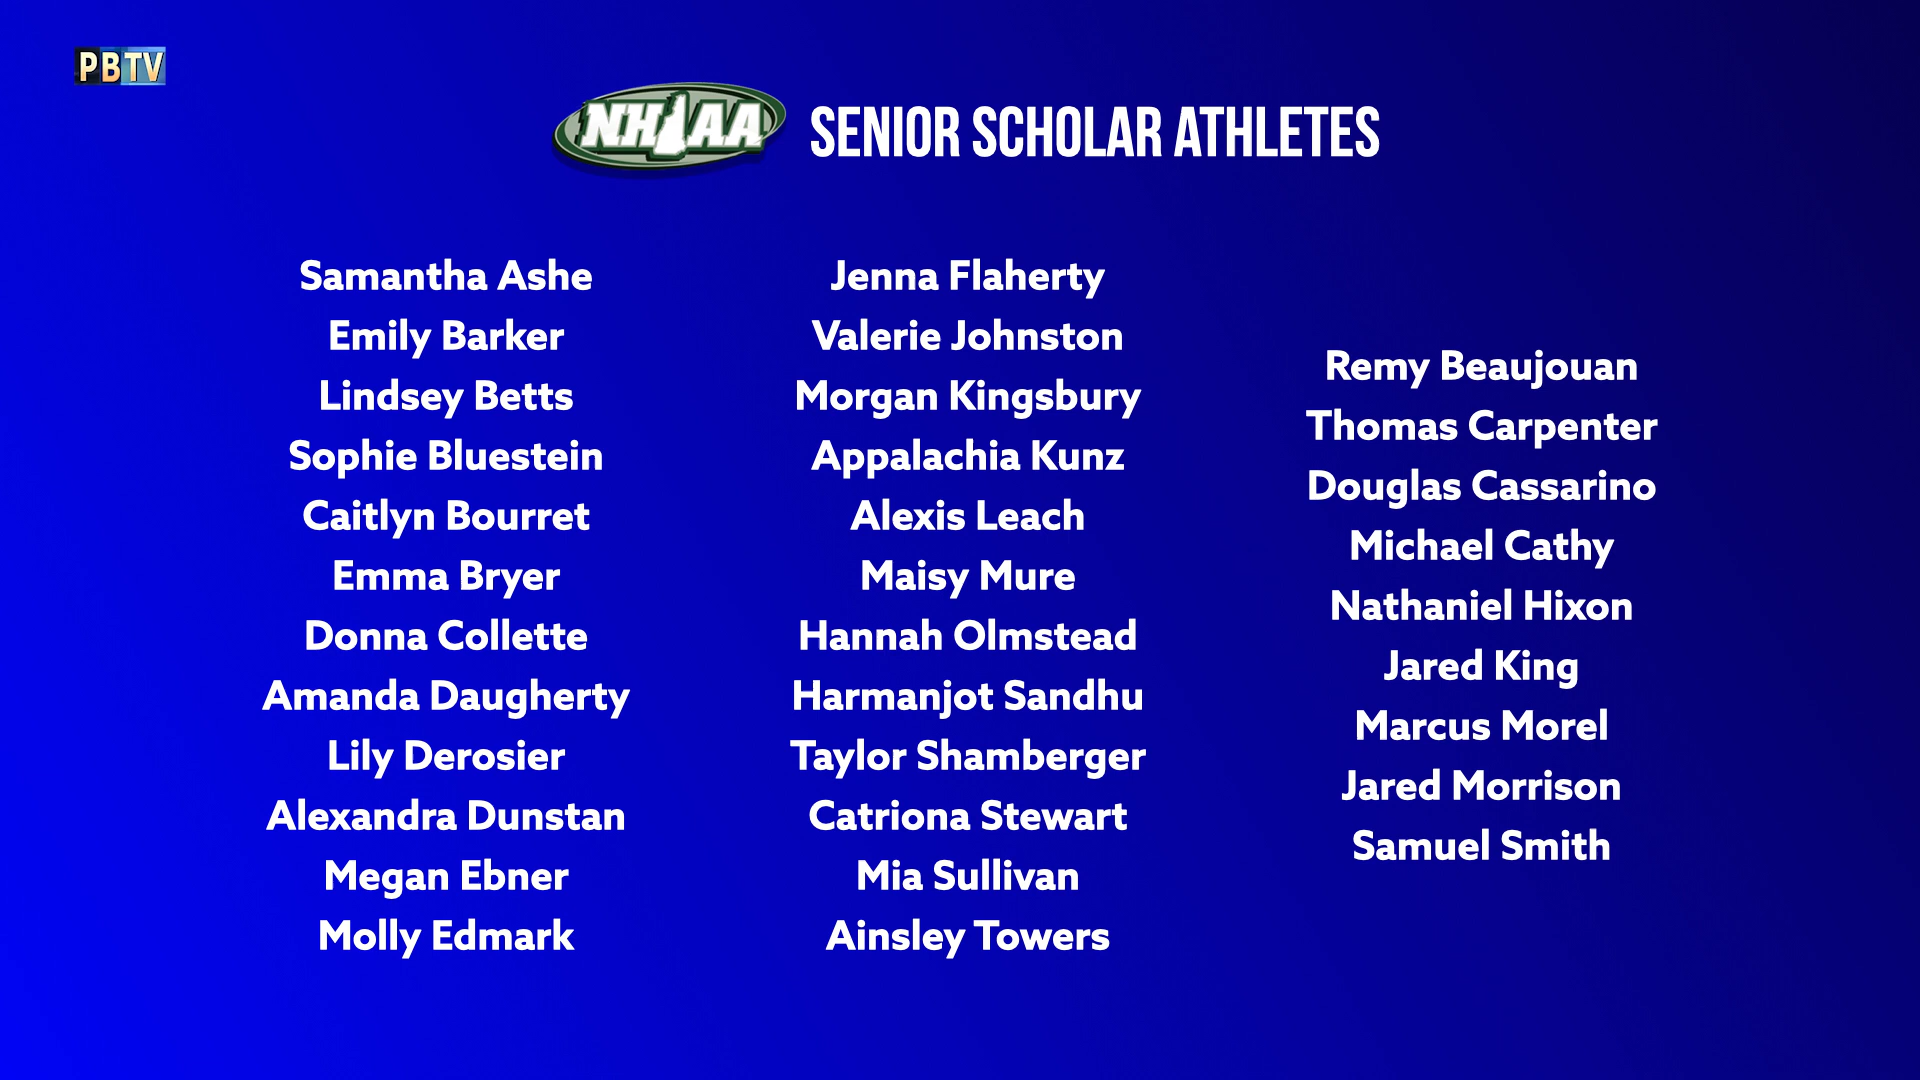 PBTV
NHIAA SENIOR SCHOLAR ATHLETES
Samantha Ashe
Emily Barker
Lindsey Betts
Sophie Bluestein
Caitlyn Bourret
Emma Bryer
Donna Collette
Amanda Daugherty
Lily Derosier
Alexandra Dunstan
Megan Ebner
Molly Edmark
Jenna Flaherty
Valerie Johnston
Morgan Kingsbury
Appalachia Kunz
Alexis Leach
Maisy Mure
Hannah Olmstead
Harmanjot Sandhu
Taylor Shamberger
Catriona Stewart
Mia Sullivan
Ainsley Towers
Remy Beaujouan
Thomas Carpenter
Douglas Cassarino
Michael Cathy
Nathaniel Hixon
Jared King
Marcus Morel
Jared Morrison
Samuel Smith